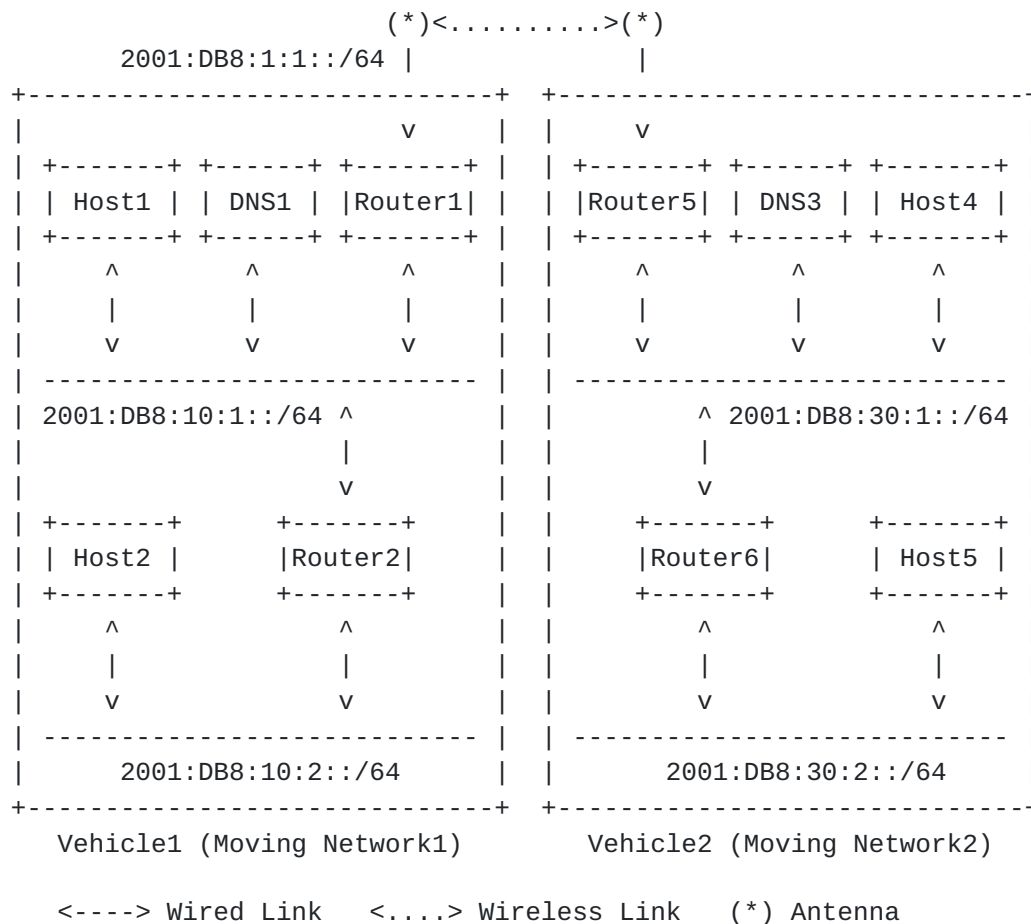 (*)<..........>(*)
2001:DB8:1:1::/64
Host1 DNS1 Router1 Router5 DNS3 Host4
2001:DB8:10:1::/64 2001:DB8:30:1::/64
Host2 Router2 Router6 Host5
2001:DB8:10:2::/64 2001:DB8:30:2::/64
Vehicle1 (Moving Network1) Vehicle2 (Moving Network2)
<----> Wired Link <....> Wireless Link (*) Antenna